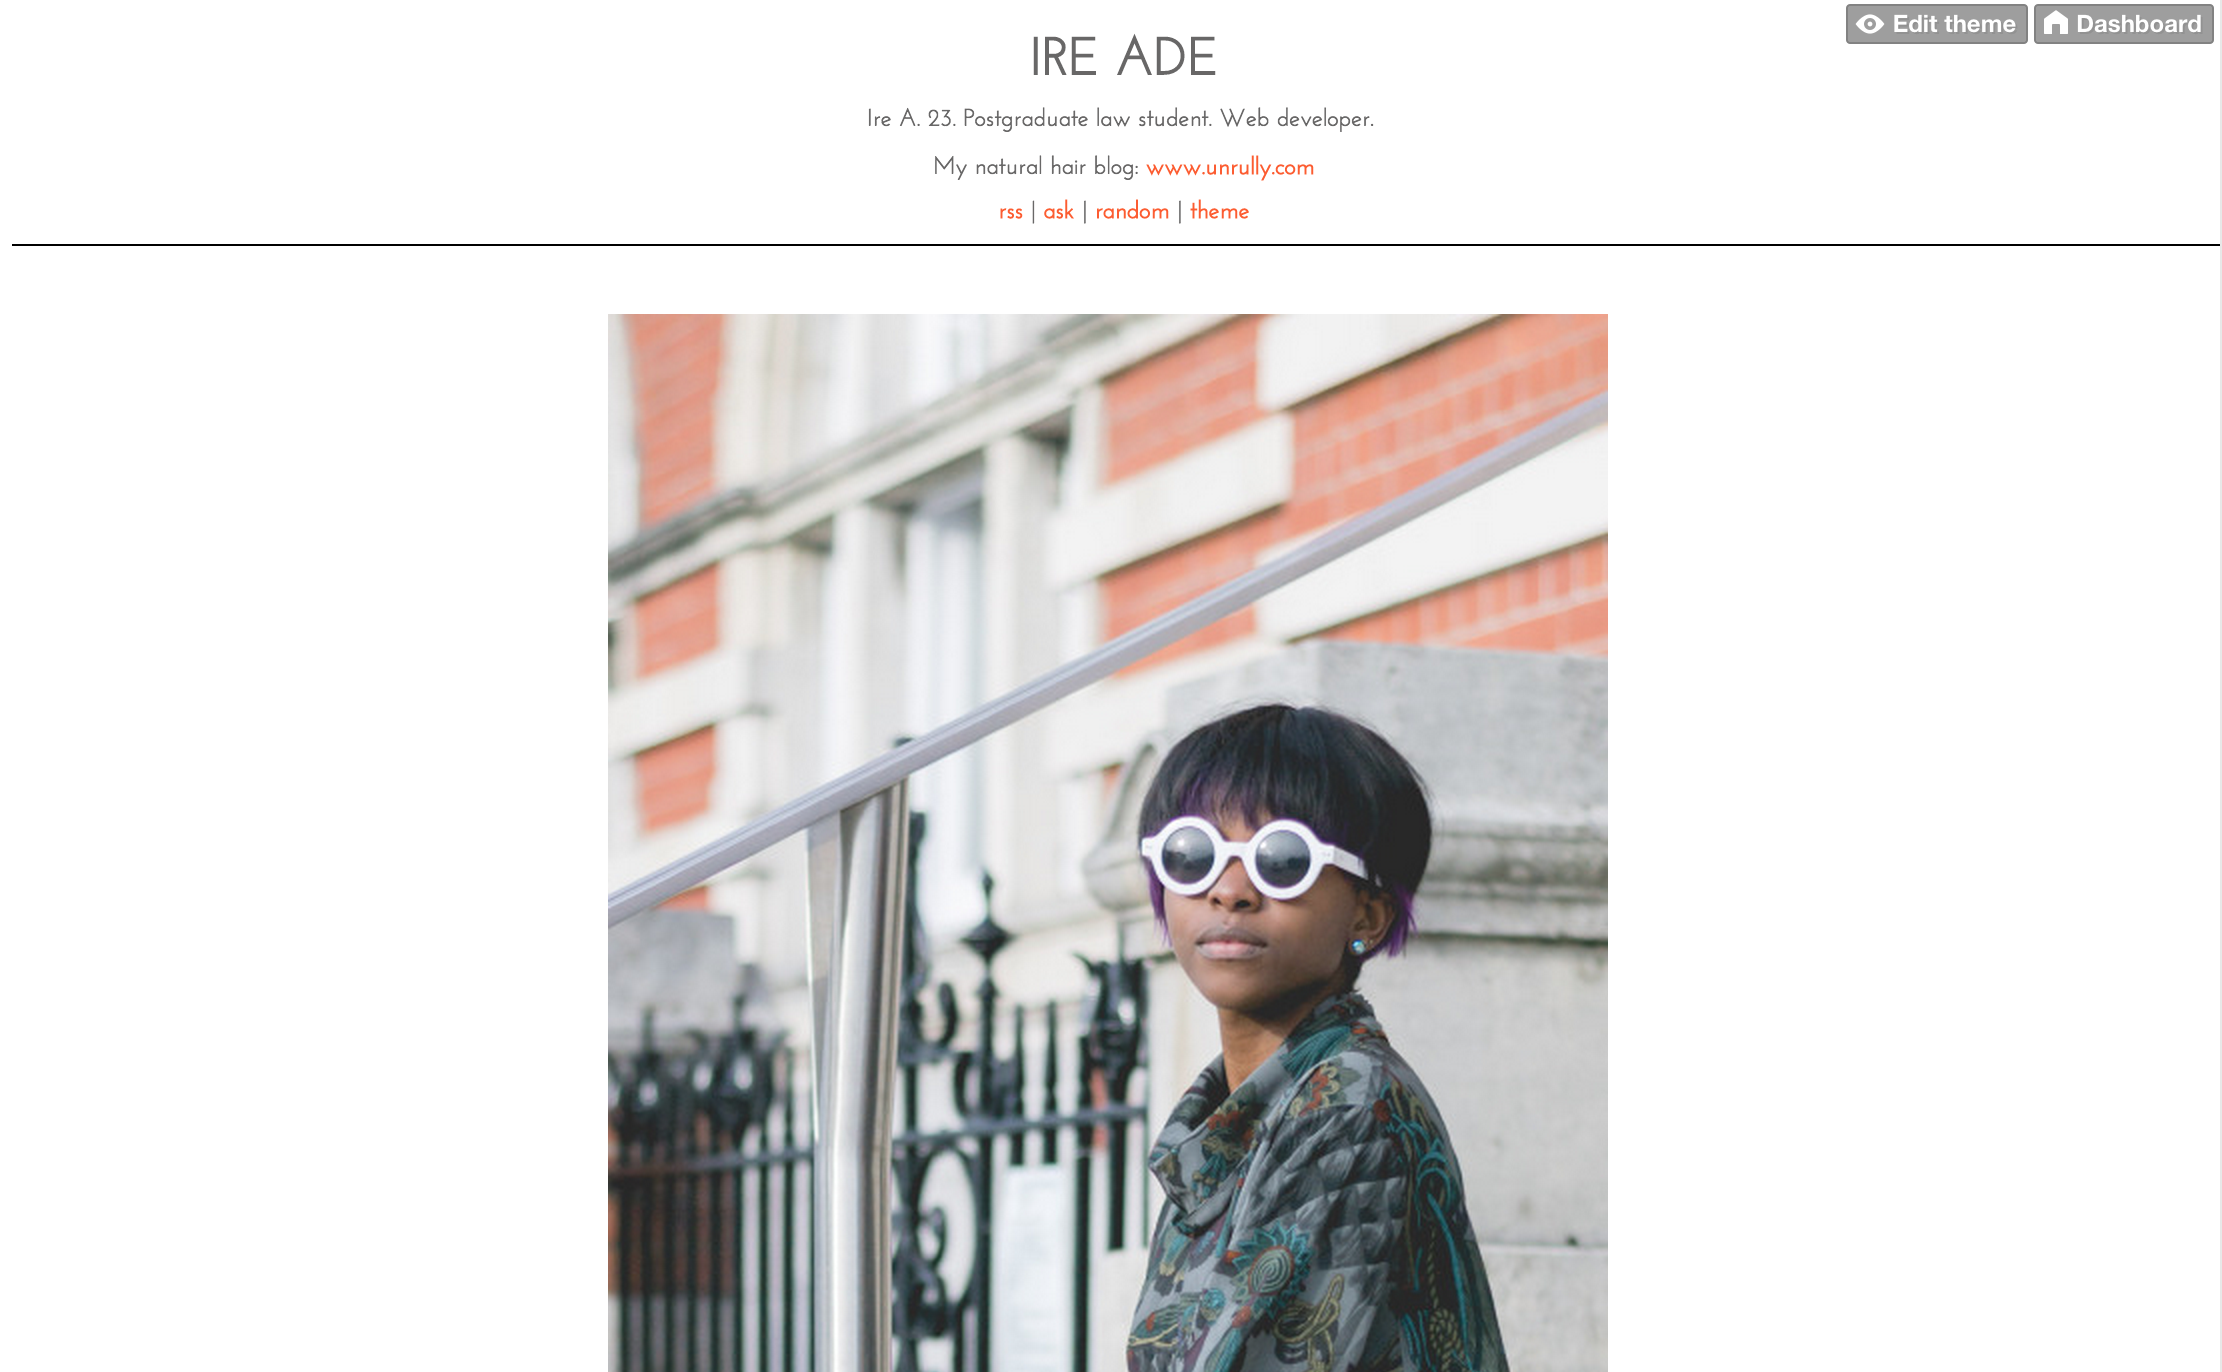 Edit theme
Dashboard
IRE ADE
Ire A. 23. Postgraduate law student. Web developer.
My natural hair blog: www.unrully.com
rss | ask | random | theme